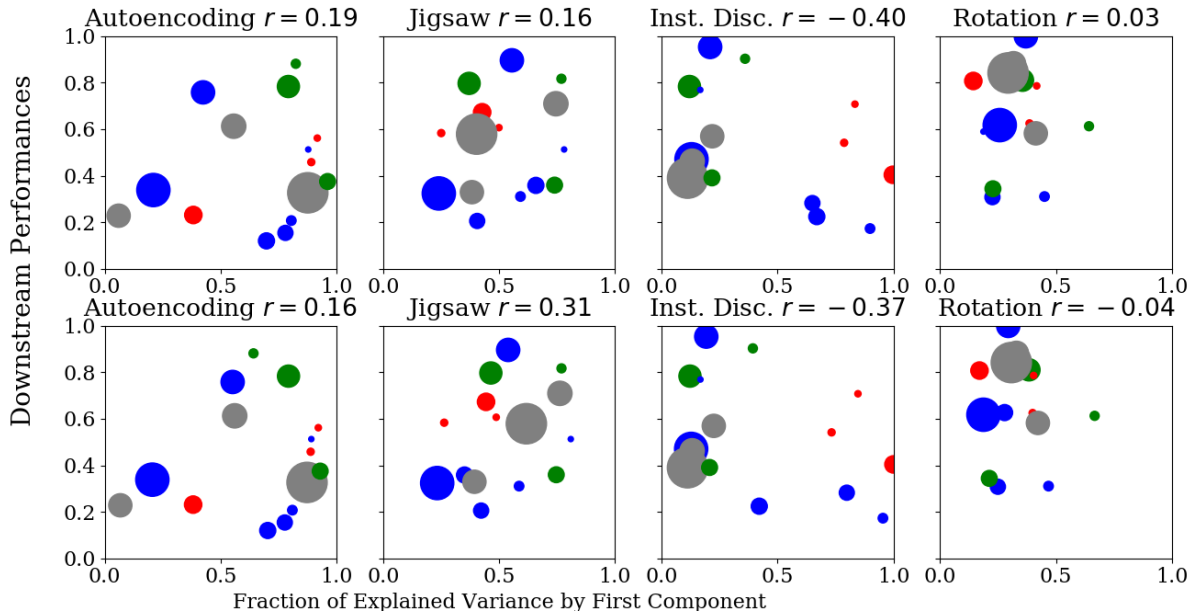 Autoencoding r = 0.19
Jigsaw r = 0.16
Inst. Disc. r = −0.40
Rotation r = 0.03
1.0
0.8
0.6
0.4
0.2
0.0
0.0 0.5 1.0
0.0 0.5 1.0
0.0 0.5 1.0
0.0 0.5 1.0
Downstream Performances
Autoencoding r = 0.16
Jigsaw r = 0.31
Inst. Disc. r = −0.37
Rotation r = −0.04
1.0
0.8
0.6
0.4
0.2
0.0
0.0 0.5 1.0
0.0 0.5 1.0
0.0 0.5 1.0
0.0 0.5 1.0
Fraction of Explained Variance by First Component